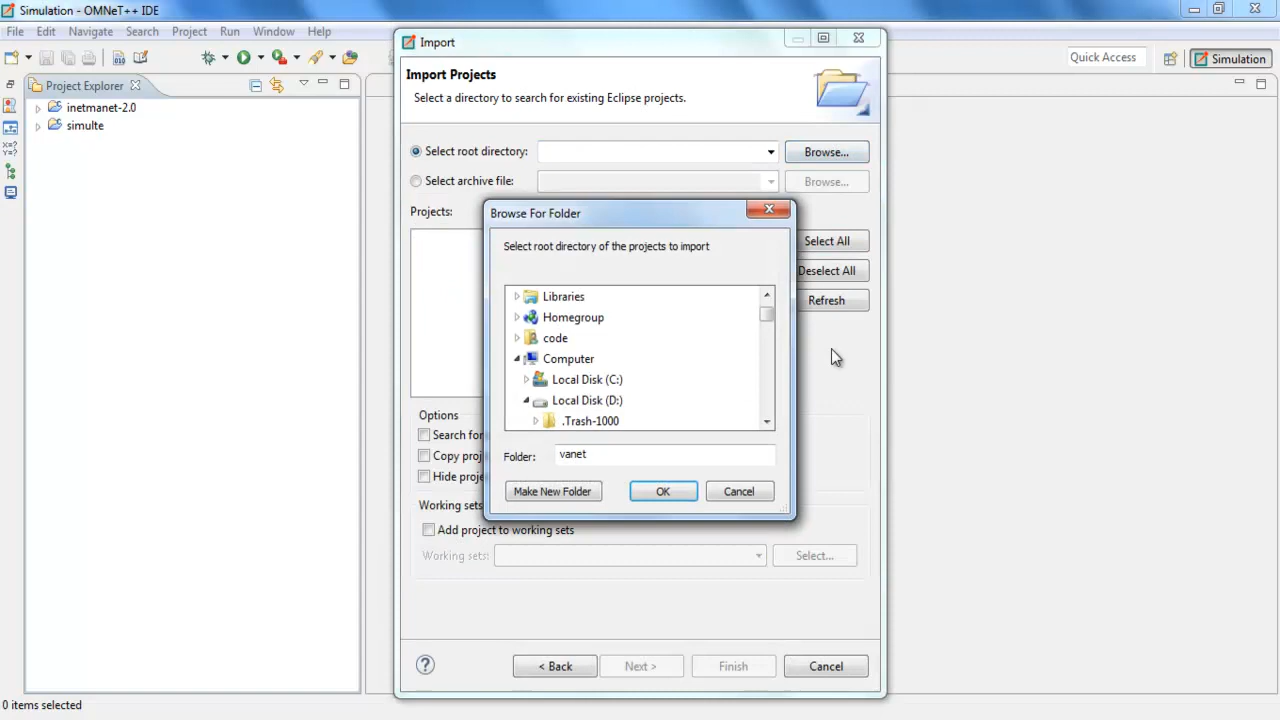 Simulation - OMNeT++ IDE
File Edit Navigate Search Project Run Window Help
Quick Access
Simulation
Project Explorer
inetmanet-2.0
simulte
Import
Import Projects
Select a directory to search for existing Eclipse projects.
Select root directory:
Browse...
Select archive file:
Browse...
Projects:
Select All
Deselect All
Refresh
Browse For Folder
Select root directory of the projects to import
Libraries
Homegroup
code
Computer
Local Disk (C:)
Local Disk (D:)
.Trash-1000
Folder: vanet
Make New Folder OK Cancel
Options
Search for
Copy proj
Hide proje
Working sets
Add project to working sets
Working sets: Select...
< Back Next > Finish Cancel
0 items selected